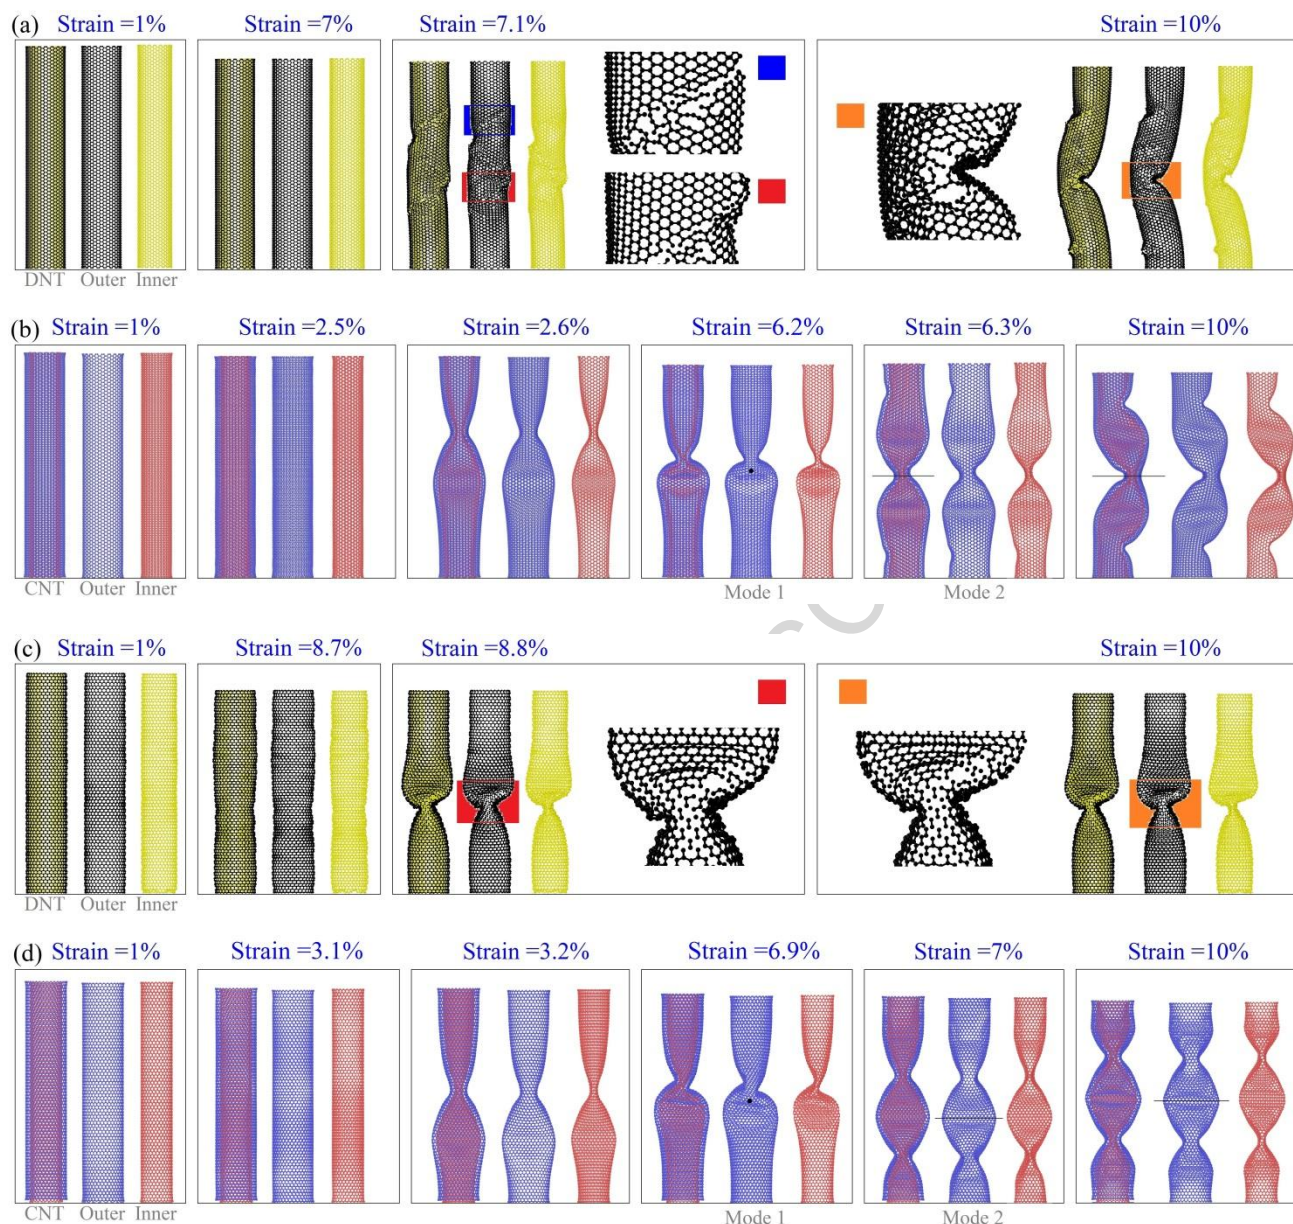 (a) Strain =1% Strain =7% Strain =7.1% Strain =10%
DNT Outer Inner
(b) Strain =1% Strain =2.5% Strain =2.6% Strain =6.2% Strain =6.3% Strain =10%
CNT Outer Inner Mode 1 Mode 2
(c) Strain =1% Strain =8.7% Strain =8.8% Strain =10%
DNT Outer Inner
(d) Strain =1% Strain =3.1% Strain =3.2% Strain =6.9% Strain =7% Strain =10%
CNT Outer Inner Mode 1 Mode 2